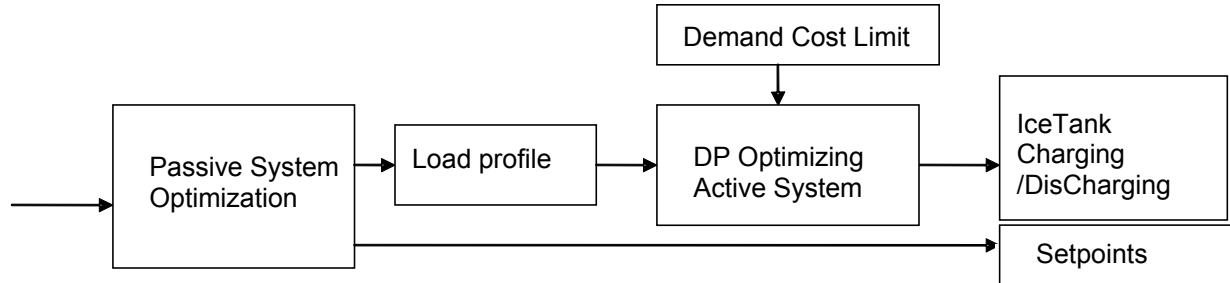 Demand Cost Limit
Passive System
Optimization
Load profile
DP Optimizing
Active System
IceTank
Charging
/DisCharging
Setpoints